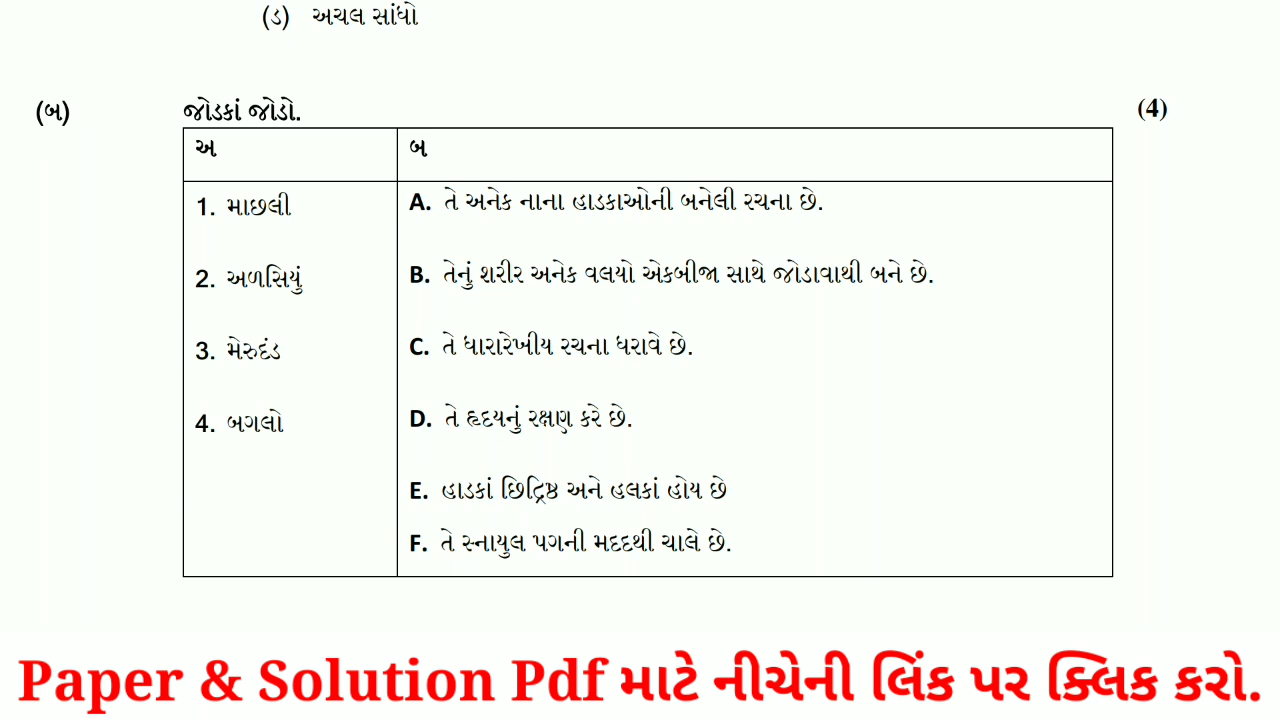 (ડ) અચલ સાંધો
(બ) જોડકાં જોડો. (4)
અ બ
1. માછલી A. તે અનેક નાના હાડકાઓની બનેલી રચના છે.
2. અળસિયું B. તેનું શરીર અનેક વલયો એકબીજા સાથે જોડાવાથી બને છે.
3. મેરુદંડ C. તે ધારારેખીય રચના ધરાવે છે.
4. બગલો D. તે હૃદયનું રક્ષણ કરે છે.
E. હાડકાં છિદ્રિષ્ઠ અને હલકાં હોય છે
F. તે સ્નાયુલ પગની મદદથી ચાલે છે.
Paper & Solution Pdf માટે નીચેની લિંક પર ક્લિક કરો.